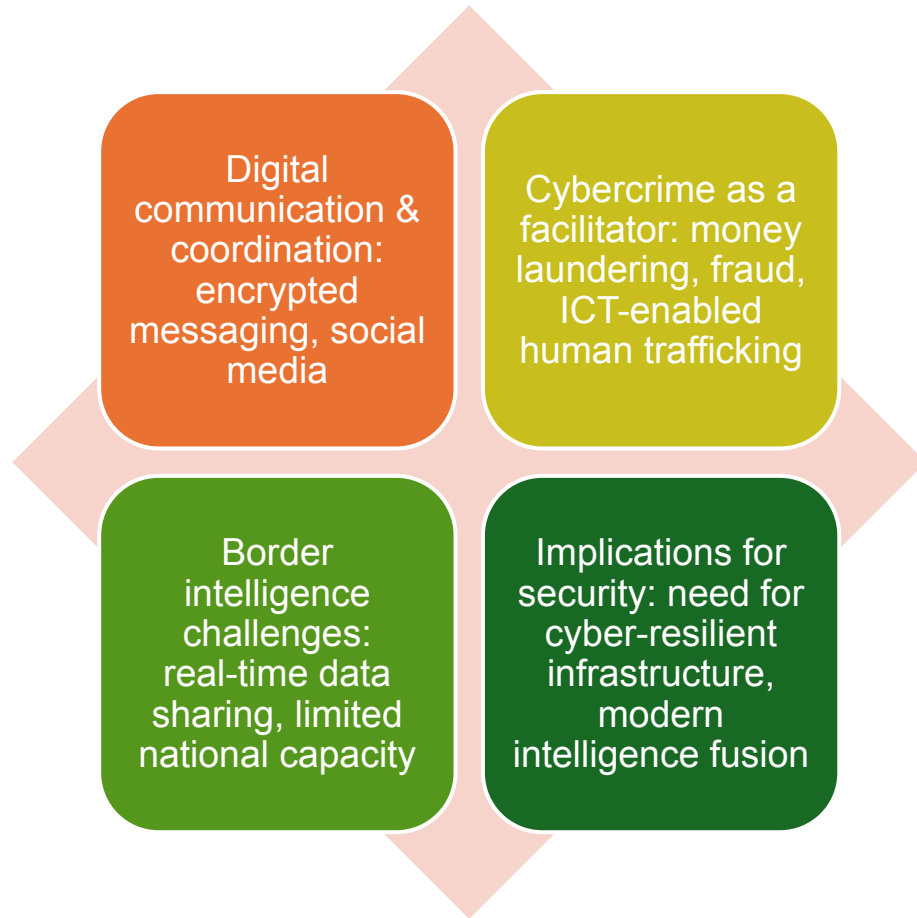 Digital
communication &
coordination:
encrypted
messaging, social
media
Cybercrime as a
facilitator: money
laundering, fraud,
ICT-enabled
human trafficking
Border
intelligence
challenges:
real-time data
sharing, limited
national capacity
Implications for
security: need for
cyber-resilient
infrastructure,
modern
intelligence fusion